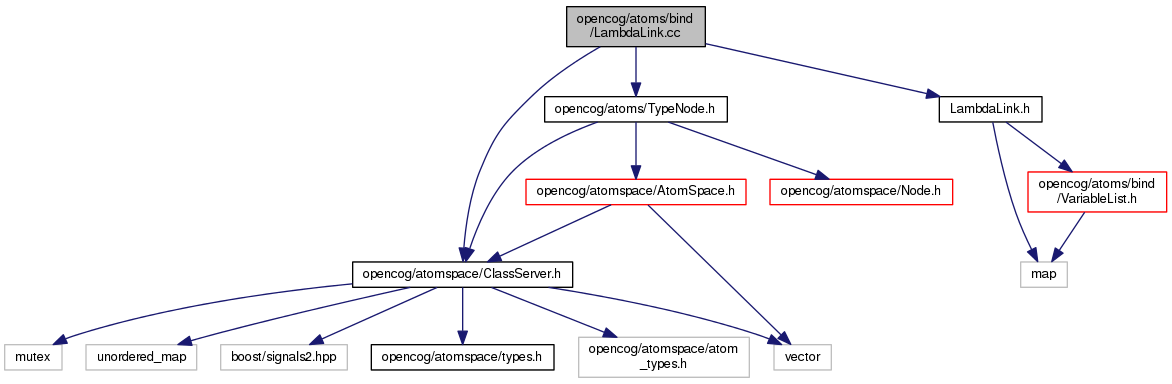 opencog/atoms/bind
/LambdaLink.cc
opencog/atoms/TypeNode.h
LambdaLink.h
opencog/atomspace/AtomSpace.h
opencog/atomspace/Node.h
opencog/atoms/bind
/VariableList.h
opencog/atomspace/ClassServer.h
map
mutex
unordered_map
boost/signals2.hpp
opencog/atomspace/types.h
opencog/atomspace/atom
_types.h
vector